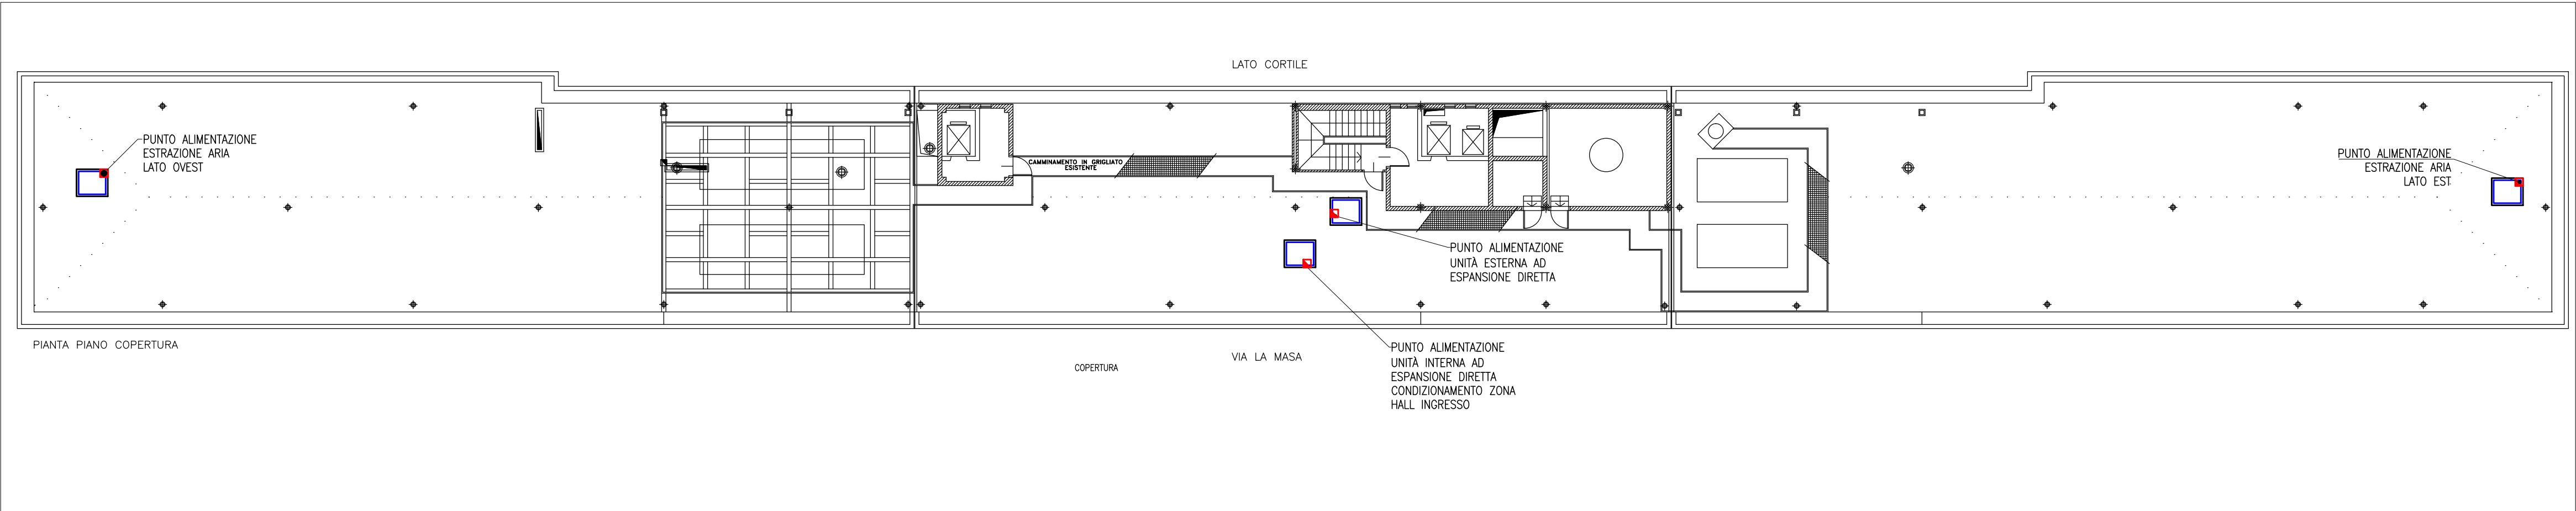 LATO CORTILE
PUNTO ALIMENTAZIONE
ESTRAZIONE ARIA
LATO OVEST
CAMMINAMENTO IN GRIGLIATO
ESISTENTE
PUNTO ALIMENTAZIONE
ESTRAZIONE ARIA
LATO EST
PUNTO ALIMENTAZIONE
UNITÀ ESTERNA AD
ESPANSIONE DIRETTA
PIANTA PIANO COPERTURA
VIA LA MASA
COPERTURA
PUNTO ALIMENTAZIONE
UNITÀ INTERNA AD
ESPANSIONE DIRETTA
CONDIZIONAMENTO ZONA
HALL INGRESSO